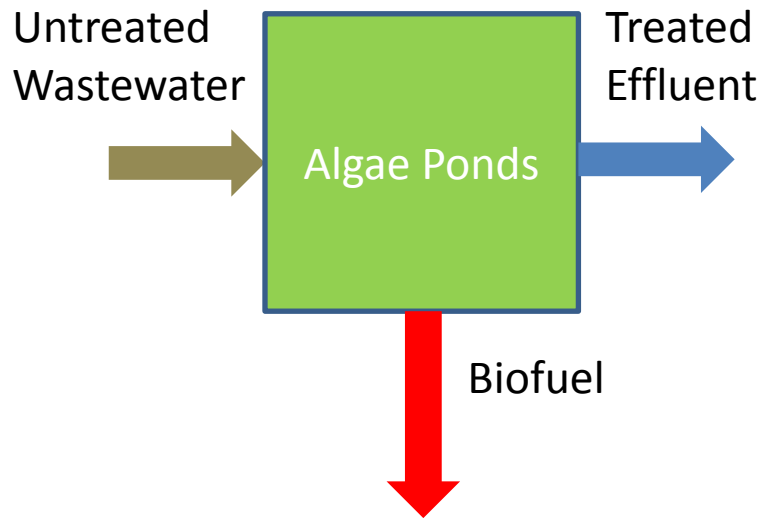 Untreated
Wastewater
Treated
Effluent
Algae Ponds
Biofuel